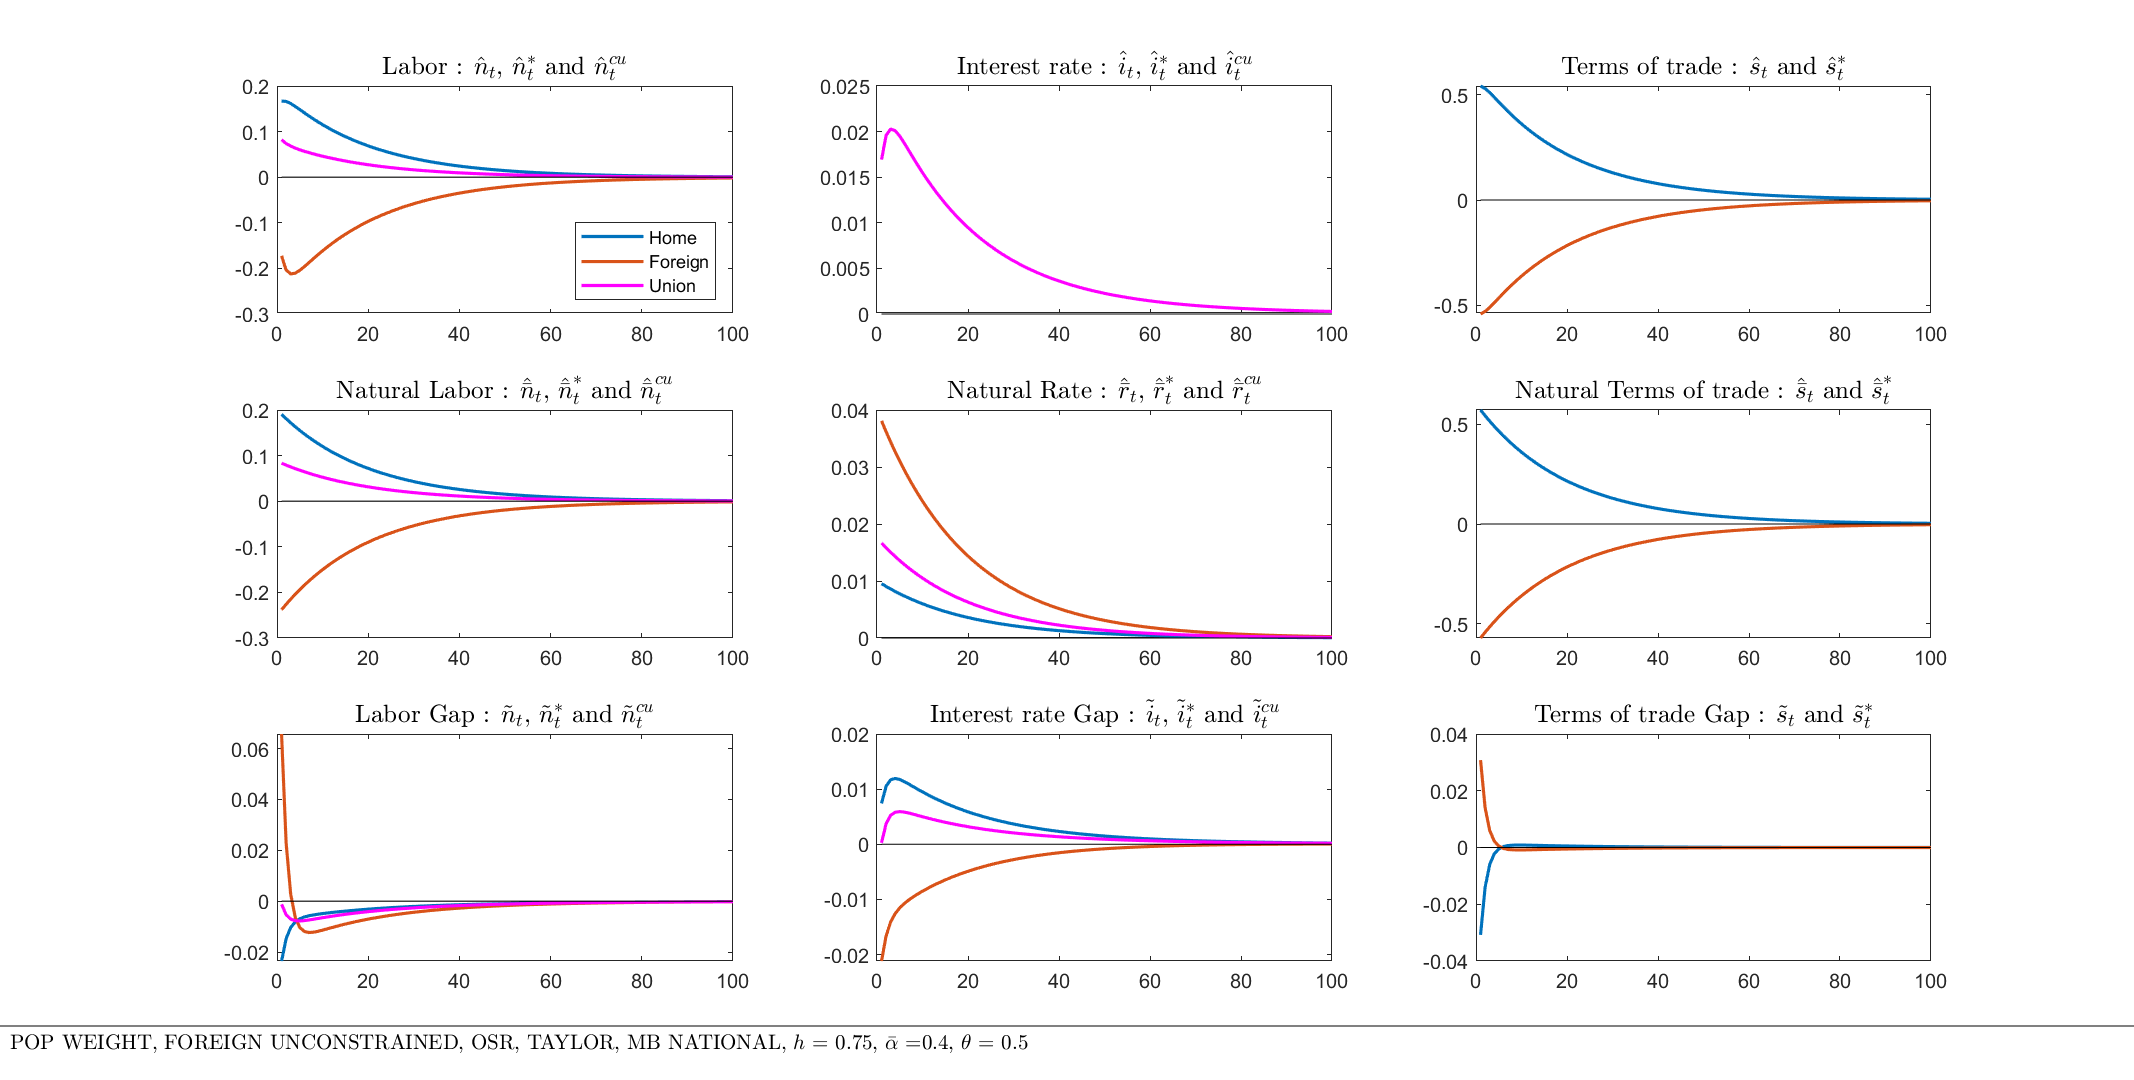 Labor : n̂ₜ, n̂ₜ* and n̂ₜᶜᵘ
0.2
0.1
0
-0.1
-0.2
-0.3
0 20 40 60 80 100
Home
Foreign
Union
Interest rate : î̂ₜ, î̂ₜ* and î̂ₜᶜᵘ
0.025
0.02
0.015
0.01
0.005
0
0 20 40 60 80 100
Terms of trade : ŝₜ and ŝₜ*
0.5
0
-0.5
0 20 40 60 80 100
Natural Labor : n̄̂ₜ, n̄̂ₜ* and n̄̂ₜᶜᵘ
0.2
0.1
0
-0.1
-0.2
-0.3
0 20 40 60 80 100
Natural Rate : r̄̂ₜ, r̄̂ₜ* and r̄̂ₜᶜᵘ
0.04
0.03
0.02
0.01
0
0 20 40 60 80 100
Natural Terms of trade : s̄̂ₜ and s̄̂ₜ*
0.5
0
-0.5
0 20 40 60 80 100
Labor Gap : ñₜ, ñₜ* and ñₜᶜᵘ
0.06
0.04
0.02
0
-0.02
0 20 40 60 80 100
Interest rate Gap : ĩₜ, ĩₜ* and ĩₜᶜᵘ
0.02
0.01
0
-0.01
-0.02
0 20 40 60 80 100
Terms of trade Gap : s̃ₜ and s̃ₜ*
0.04
0.02
0
-0.02
-0.04
0 20 40 60 80 100
POP WEIGHT, FOREIGN UNCONSTRAINED, OSR, TAYLOR, MB NATIONAL, h = 0.75, ᾱ =0.4, θ = 0.5